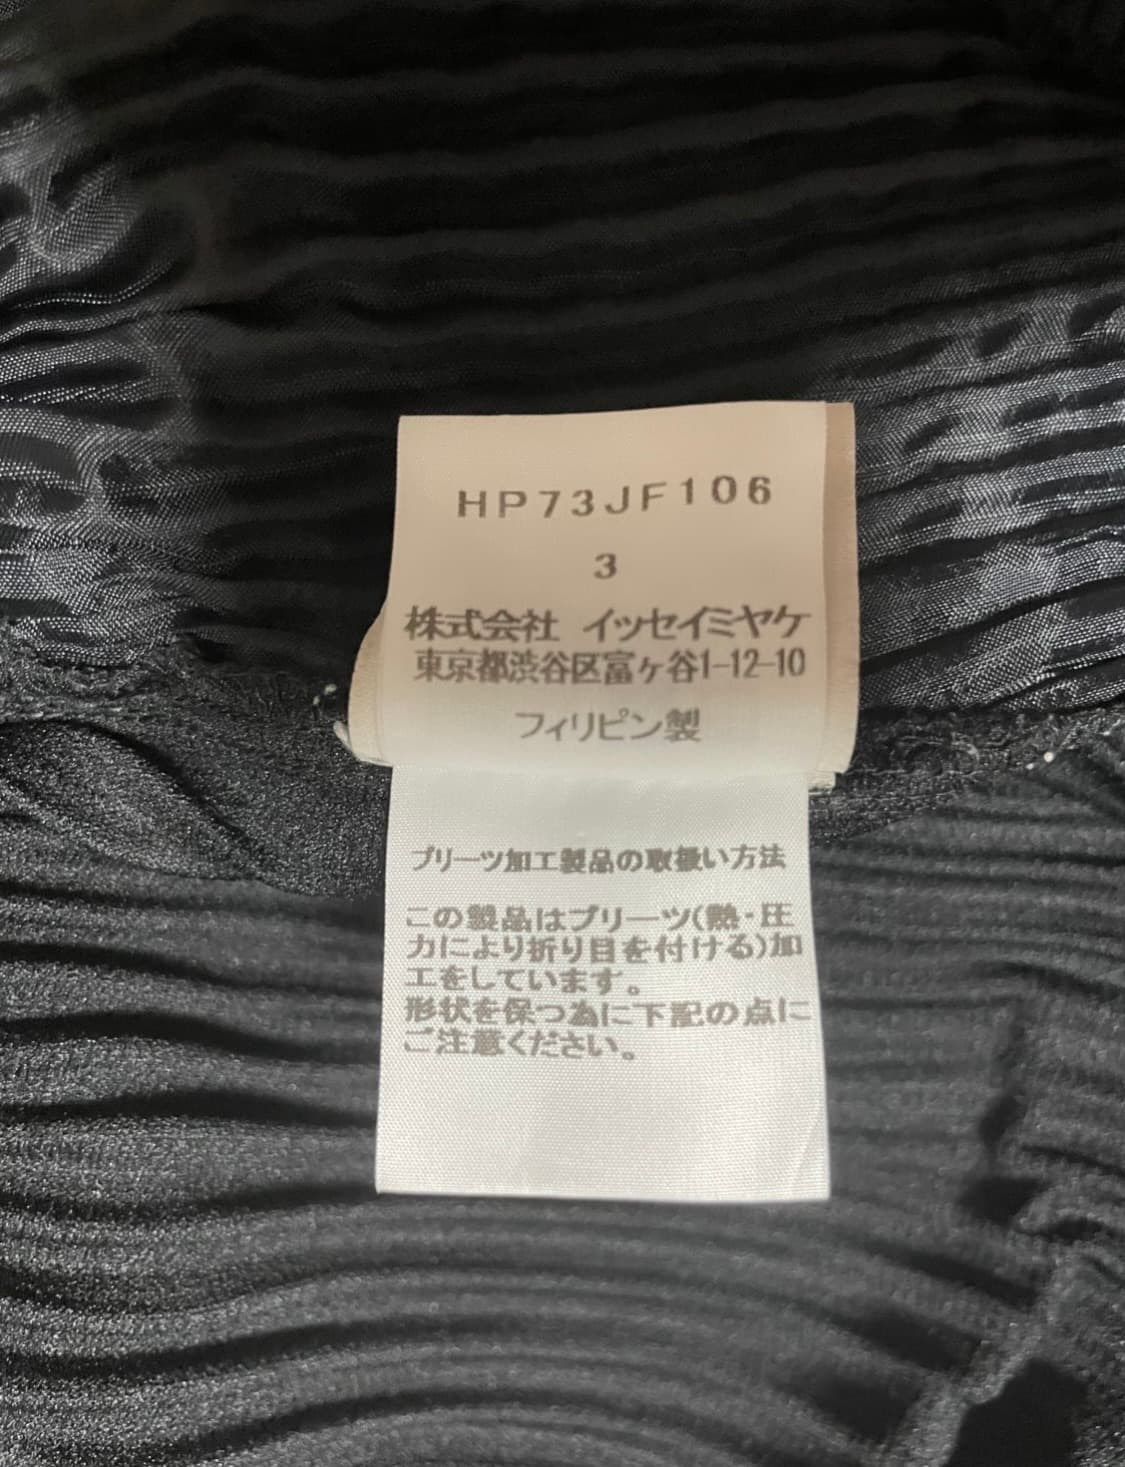 HP73JF106
3
株式会社 イッセイミヤケ
東京都渋谷区富ヶ谷1-12-10
フィリピン製
プリーツ加工製品の取扱い方法
この製品はプリーツ(熱・圧
力により折り目を付ける)加
工をしています。
形状を保つ為に下記の点に
ご注意ください。